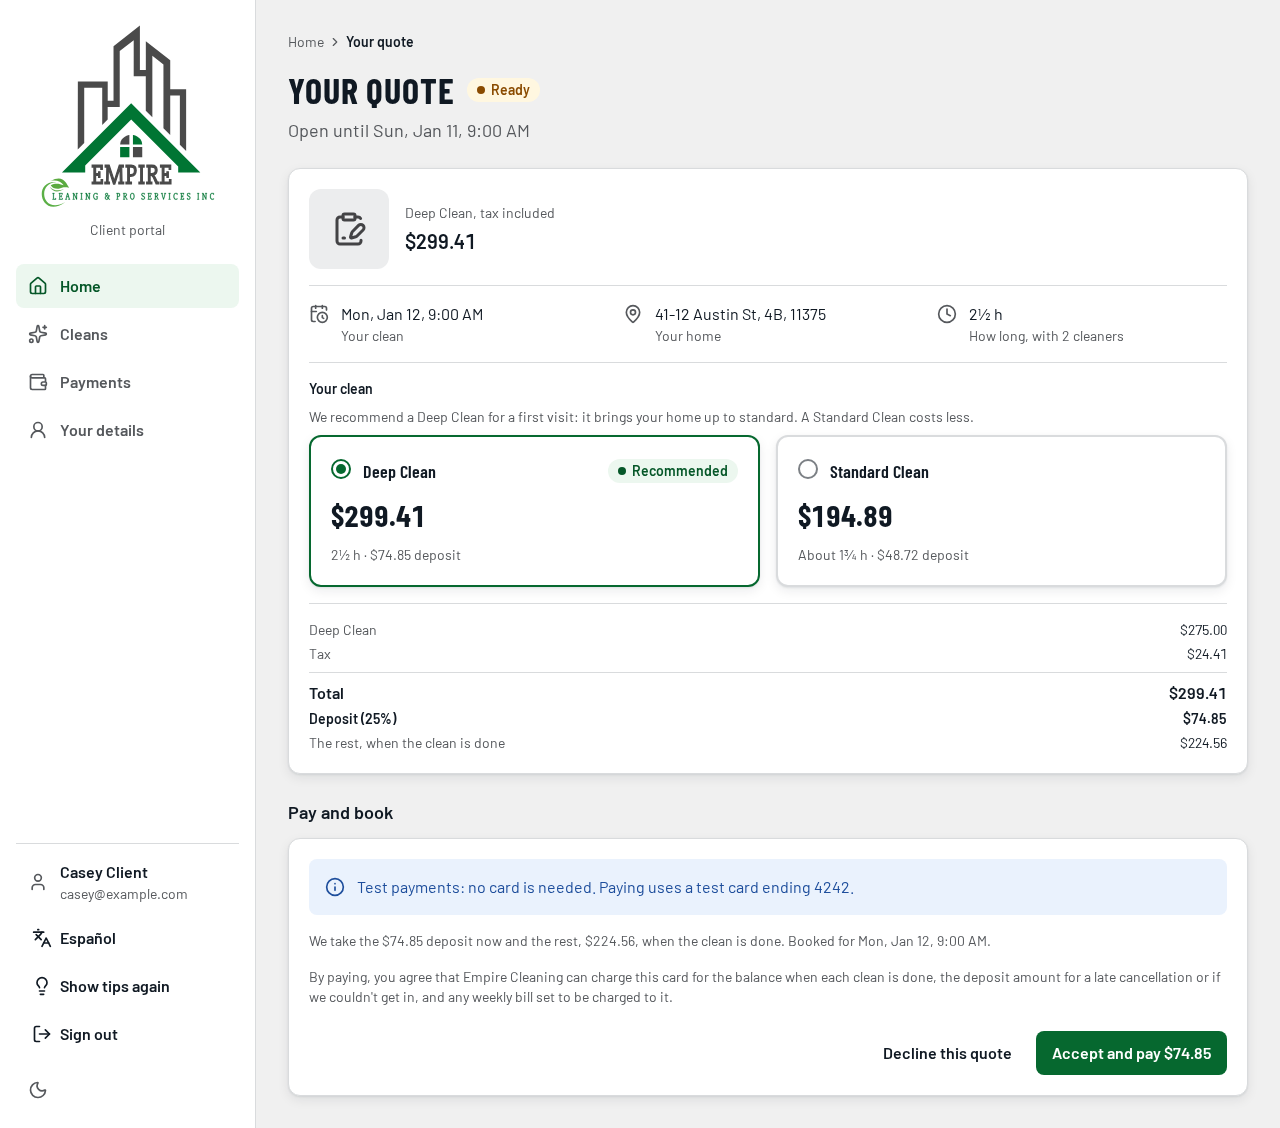 EMPIRE
CLEANING & PRO SERVICES INC
Client portal
Home
Cleans
Payments
Your details
Casey Client
casey@example.com
Español
Show tips again
Sign out
Home > Your quote
YOUR QUOTE
Ready
Open until Sun, Jan 11, 9:00 AM
Deep Clean, tax included
$299.41
Mon, Jan 12, 9:00 AM
Your clean
41-12 Austin St, 4B, 11375
Your home
2½ h
How long, with 2 cleaners
Your clean
We recommend a Deep Clean for a first visit: it brings your home up to standard. A Standard Clean costs less.
Deep Clean
Recommended
$299.41
2½ h · $74.85 deposit
Standard Clean
$194.89
About 1¾ h · $48.72 deposit
Deep Clean $275.00
Tax $24.41
Total $299.41
Deposit (25%) $74.85
The rest, when the clean is done $224.56
Pay and book
Test payments: no card is needed. Paying uses a test card ending 4242.
We take the $74.85 deposit now and the rest, $224.56, when the clean is done. Booked for Mon, Jan 12, 9:00 AM.
By paying, you agree that Empire Cleaning can charge this card for the balance when each clean is done, the deposit amount for a late cancellation or if
we couldn't get in, and any weekly bill set to be charged to it.
Decline this quote
Accept and pay $74.85